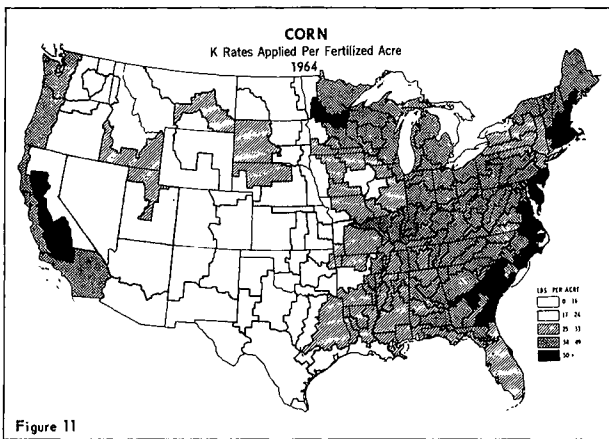 CORN
K Rates Applied Per Fertilized Acre
1964
LBS PER ACRE
0 16
17 24
25 33
49
50 +
Figure 11